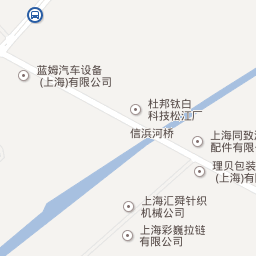 蓝姆汽车设备
(上海)有限公司
杜邦钛白
科技松江厂
信浜河桥
上海同致
配件有限
理贝包装
(上海)有
上海汇舜针织
机械公司
上海彩巍拉链
有限公司